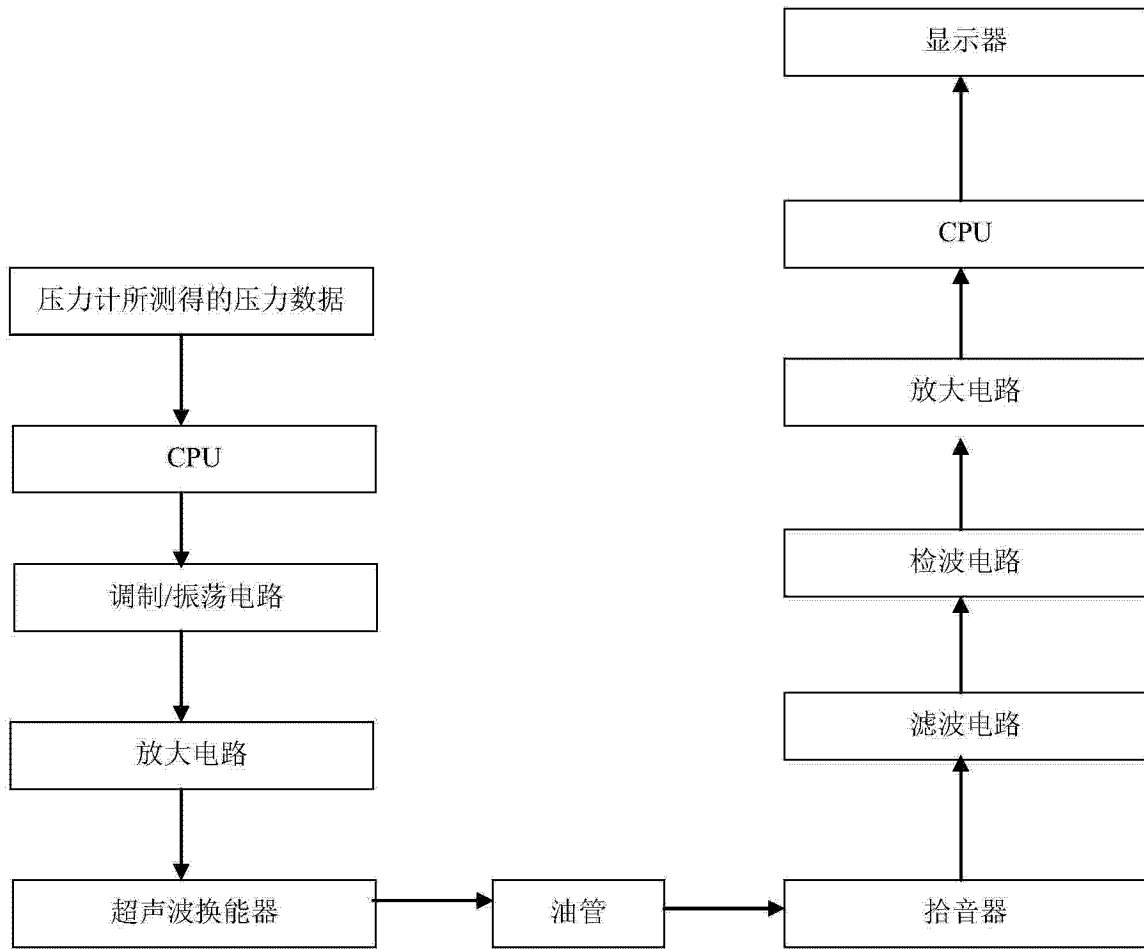 压力计所测得的压力数据
CPU
调制/振荡电路
放大电路
超声波换能器
油管
拾音器
滤波电路
检波电路
放大电路
CPU
显示器